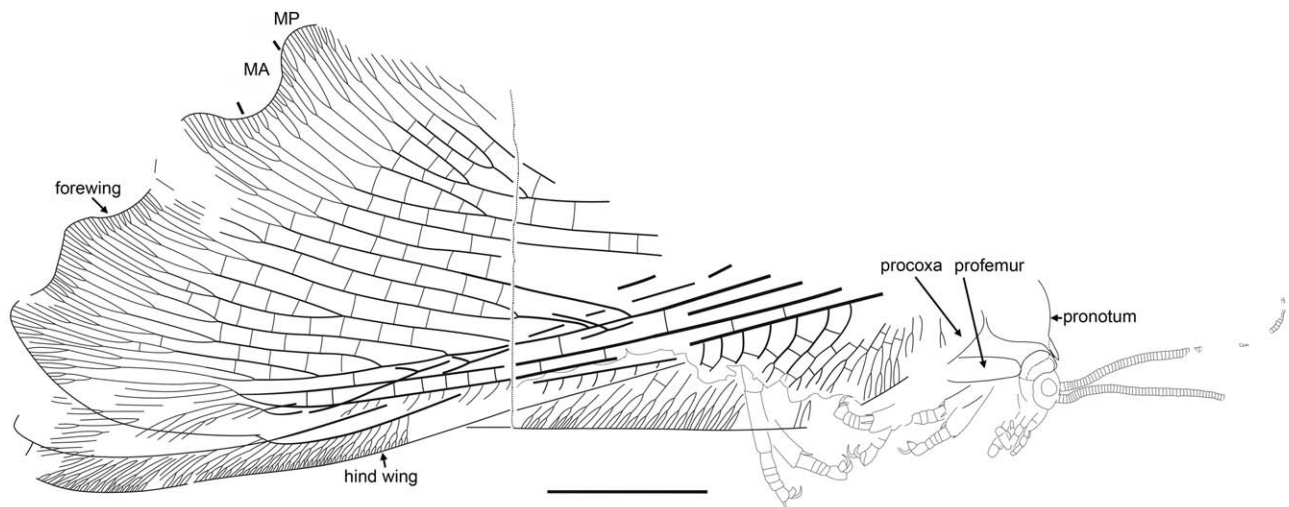 MP
MA
forewing
procoxa profemur
pronotum
hind wing